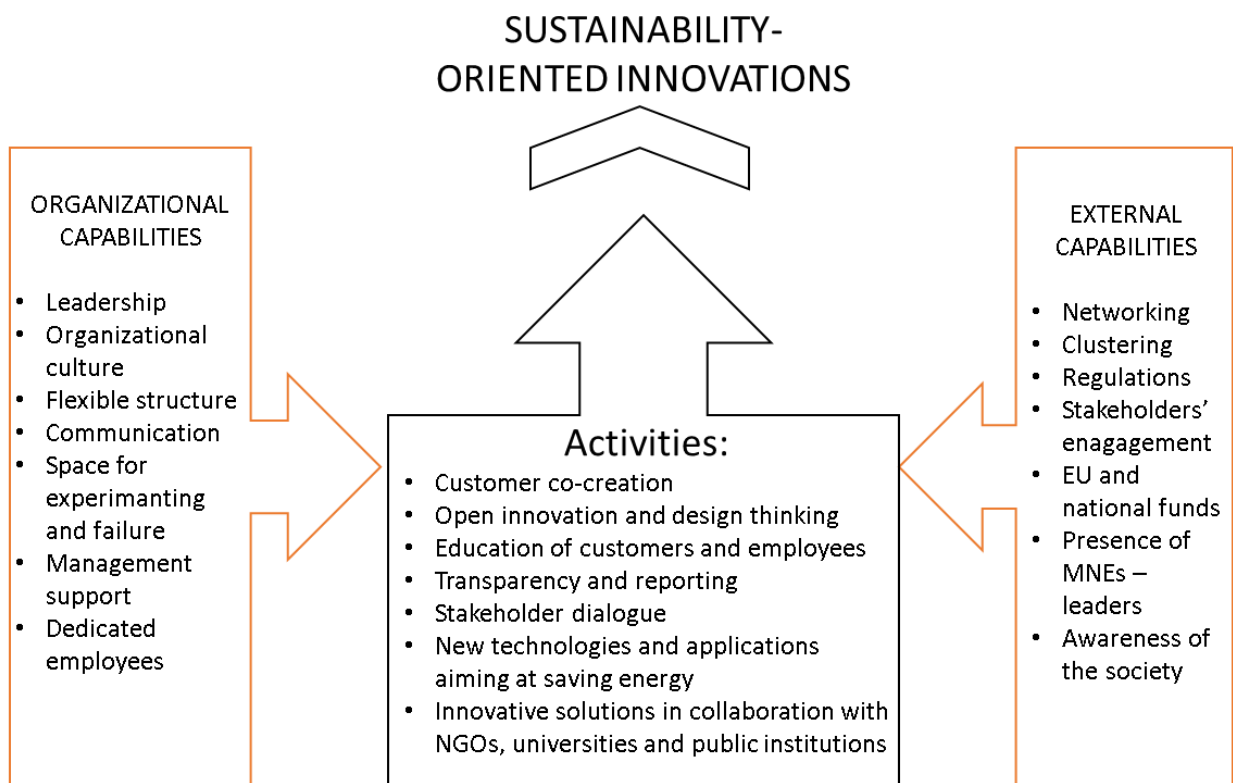 SUSTAINABILITY-
ORIENTED INNOVATIONS
ORGANIZATIONAL
CAPABILITIES
• Leadership
• Organizational
culture
• Flexible structure
• Communication
• Space for
experimanting
and failure
• Management
support
• Dedicated
employees
Activities:
• Customer co-creation
• Open innovation and design thinking
• Education of customers and employees
• Transparency and reporting
• Stakeholder dialogue
• New technologies and applications
aiming at saving energy
• Innovative solutions in collaboration with
NGOs, universities and public institutions
EXTERNAL
CAPABILITIES
• Networking
• Clustering
• Regulations
• Stakeholders’
enagagement
• EU and
national funds
• Presence of
MNEs –
leaders
• Awareness of
the society